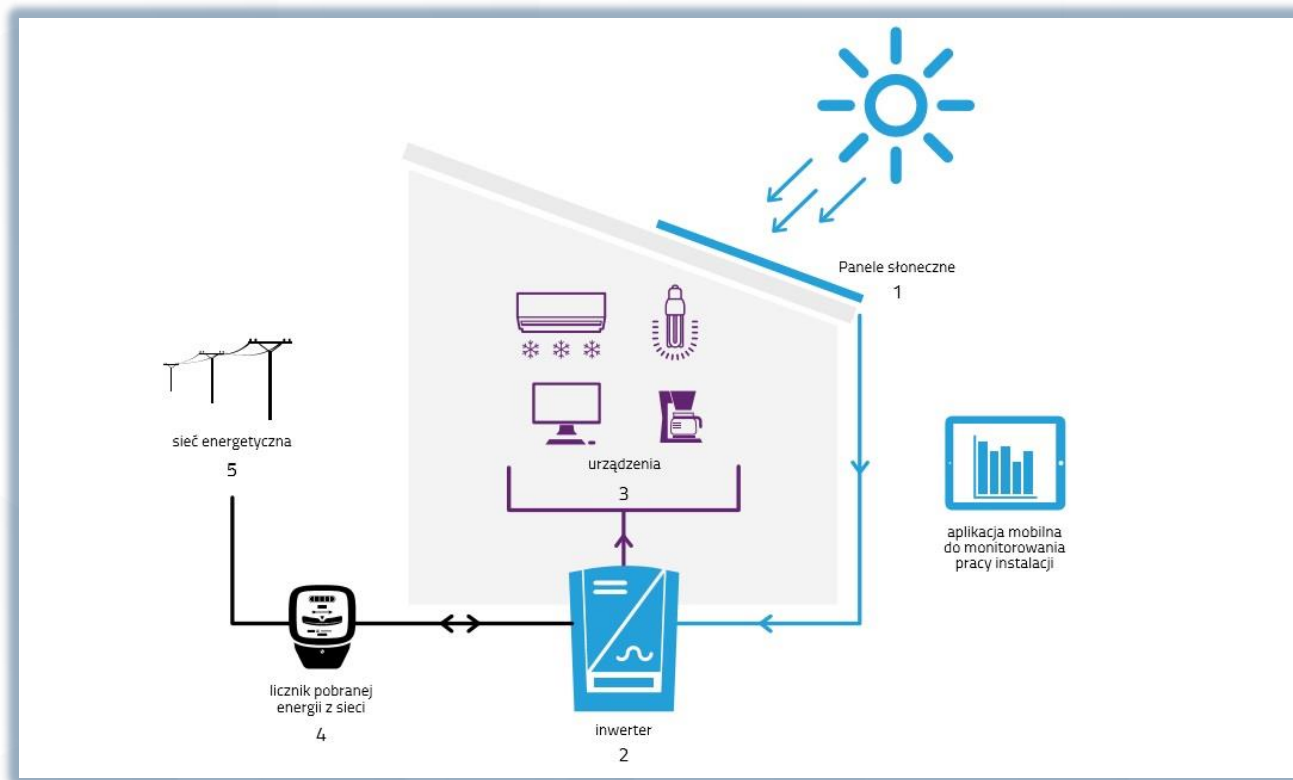 Panele słoneczne
1
sieć energetyczna
5
urządzenia
3
aplikacja mobilna
do monitorowania
pracy instalacji
licznik pobranej
energii z sieci
4
inwerter
2